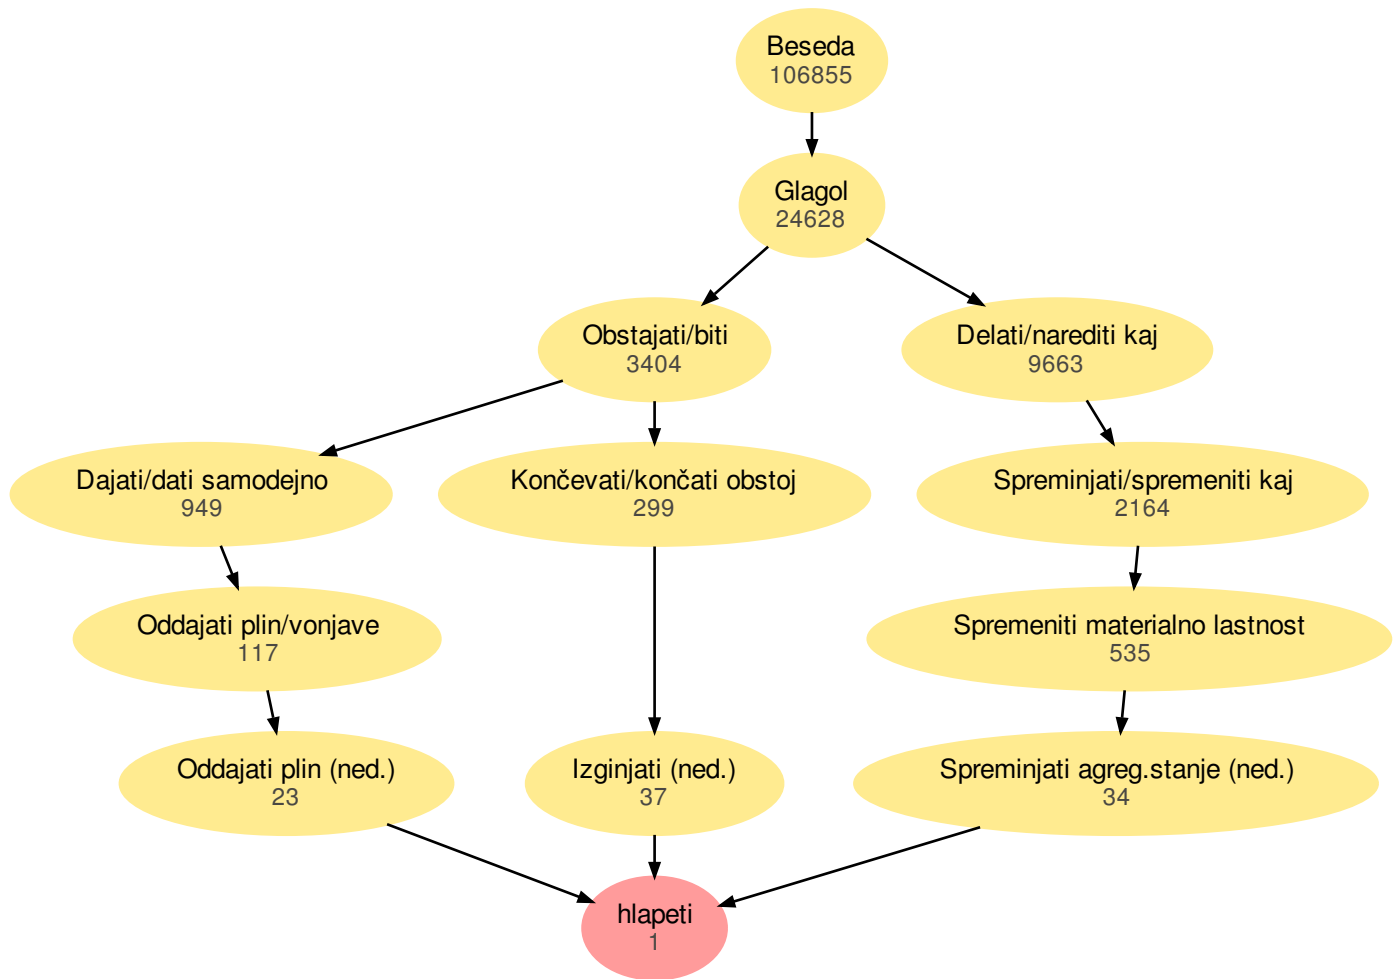 Beseda
106855
Glagol
24628
Obstajati/biti
3404
Delati/narediti kaj
9663
Dajati/dati samodejno
949
Končevati/končati obstoj
299
Spreminjati/spremeniti kaj
2164
Oddajati plin/vonjave
117
Spremeniti materialno lastnost
535
Oddajati plin (ned.)
23
Izginjati (ned.)
37
Spreminjati agreg.stanje (ned.)
34
hlapeti
1